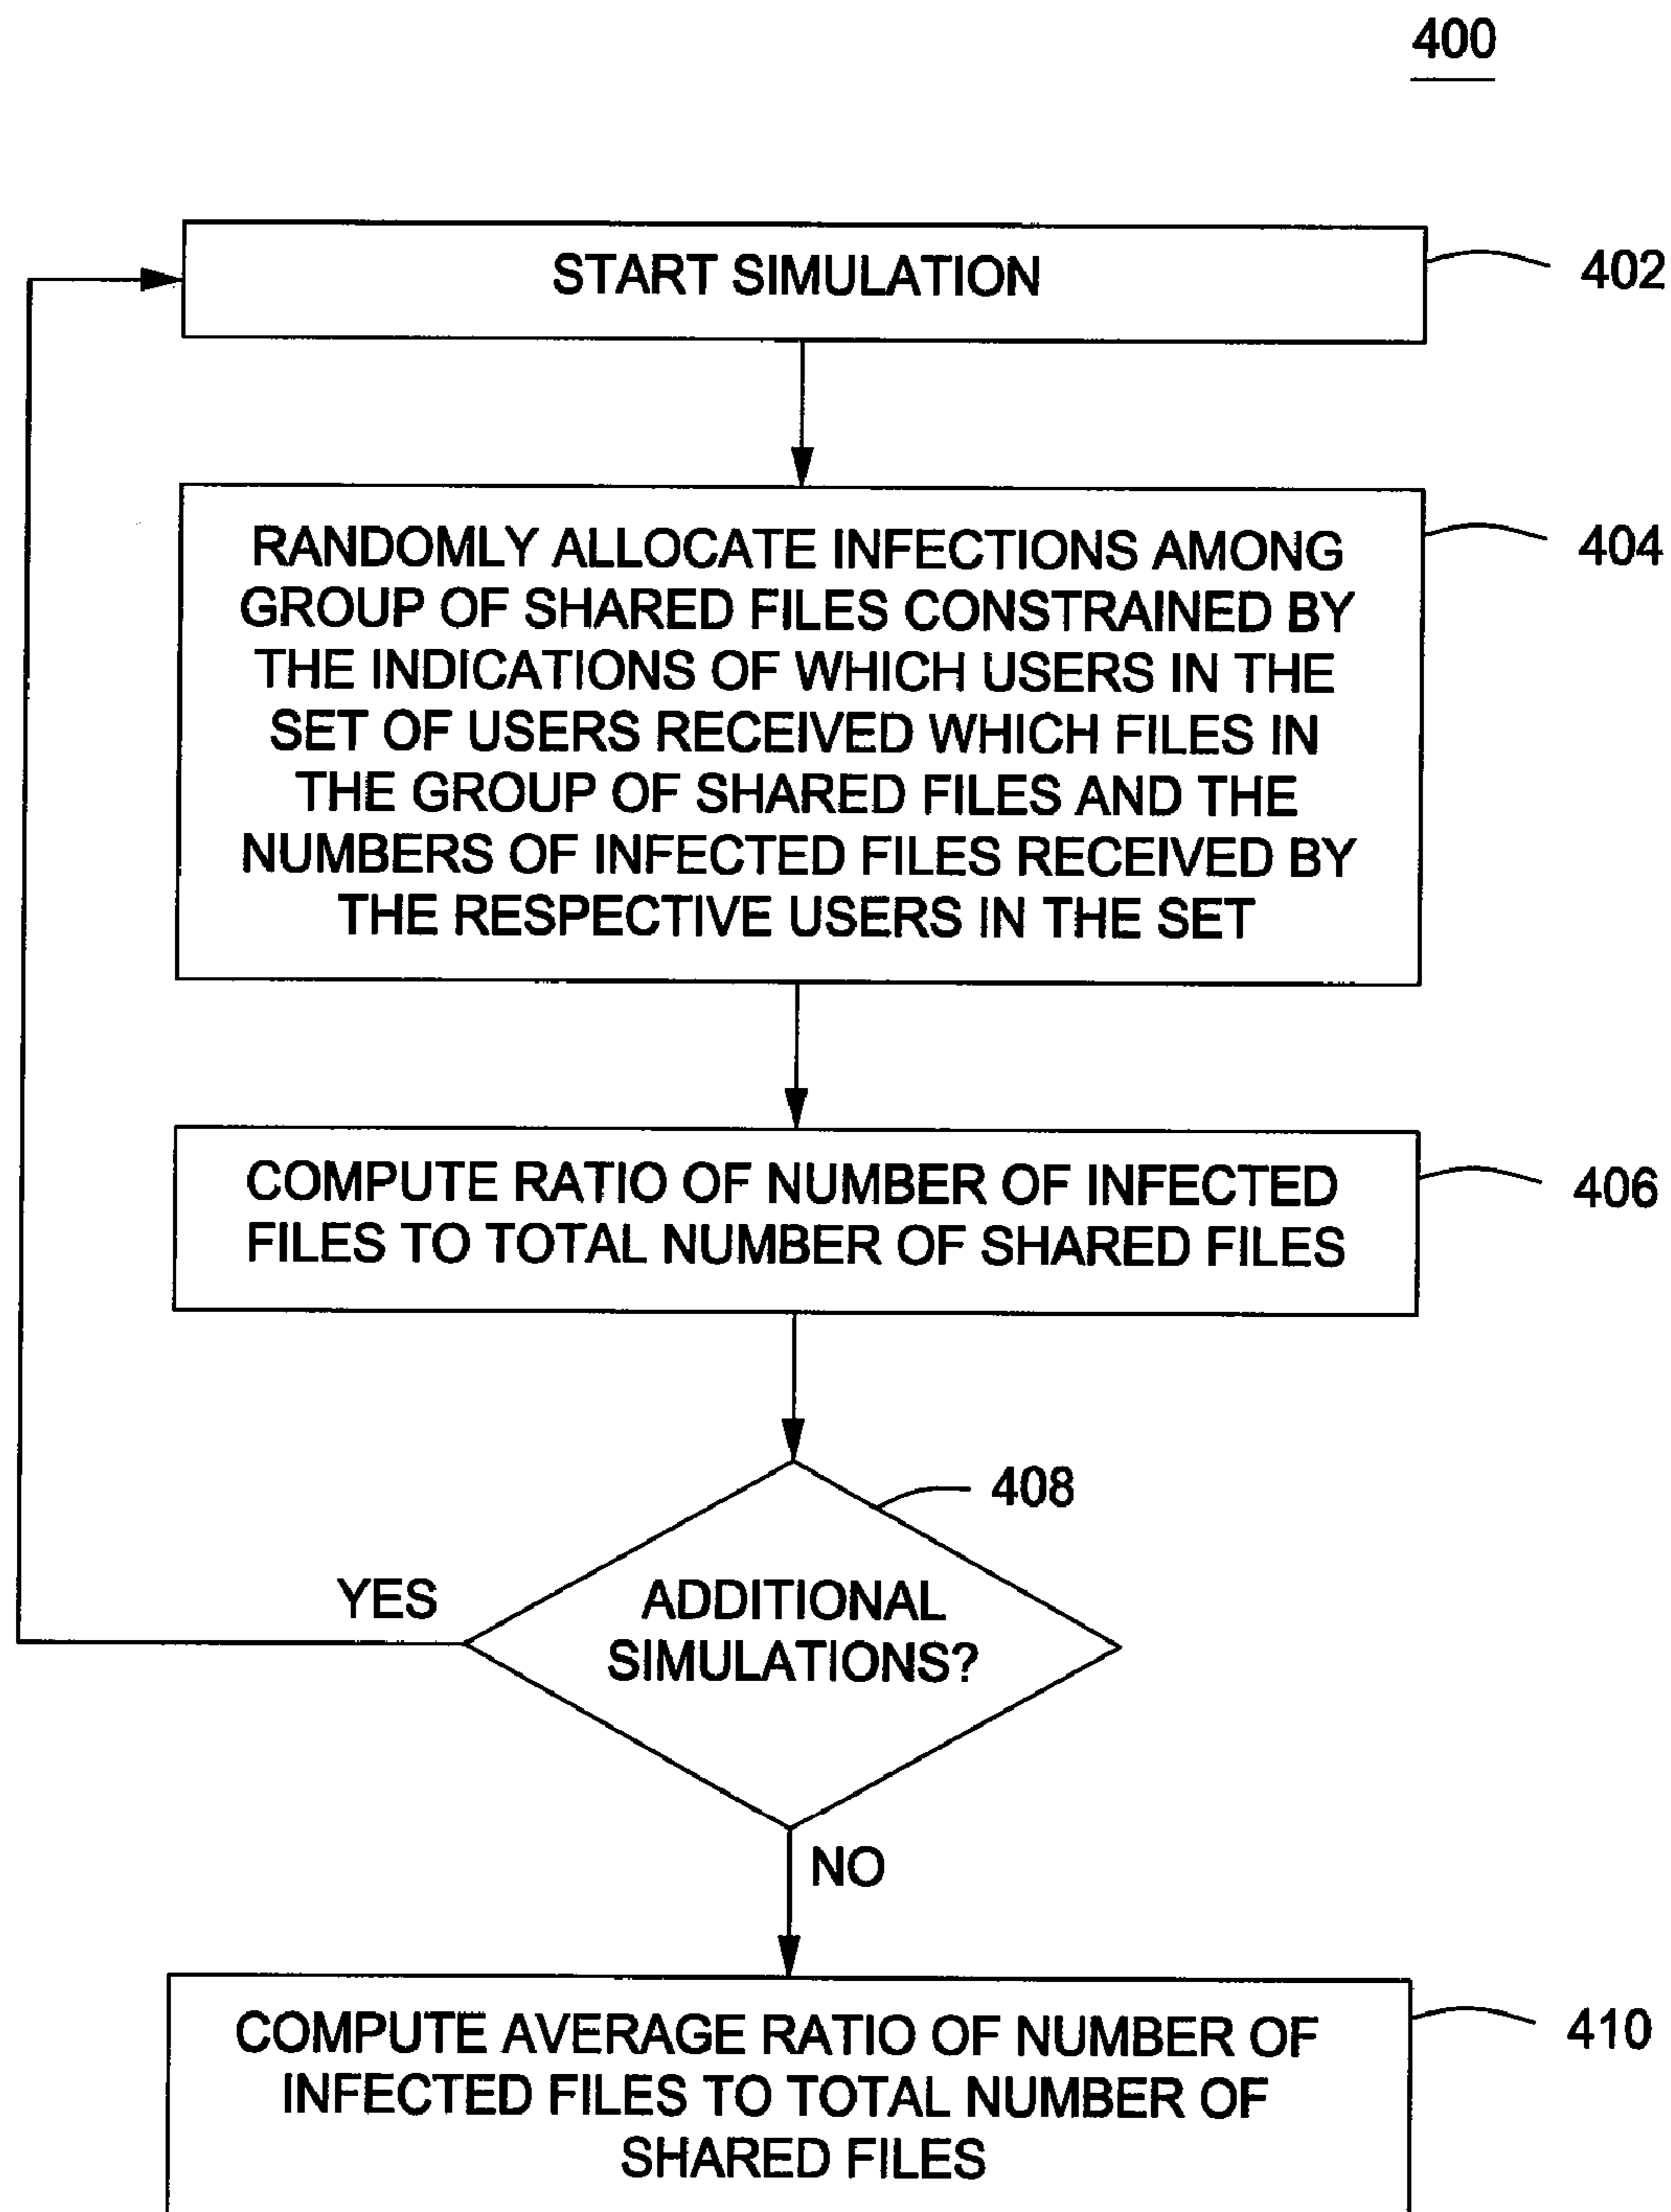 400
START SIMULATION
402
RANDOMLY ALLOCATE INFECTIONS AMONG
GROUP OF SHARED FILES CONSTRAINED BY
THE INDICATIONS OF WHICH USERS IN THE
SET OF USERS RECEIVED WHICH FILES IN
THE GROUP OF SHARED FILES AND THE
NUMBERS OF INFECTED FILES RECEIVED BY
THE RESPECTIVE USERS IN THE SET
404
COMPUTE RATIO OF NUMBER OF INFECTED
FILES TO TOTAL NUMBER OF SHARED FILES
406
408
YES
ADDITIONAL
SIMULATIONS?
NO
COMPUTE AVERAGE RATIO OF NUMBER OF
INFECTED FILES TO TOTAL NUMBER OF
SHARED FILES
410